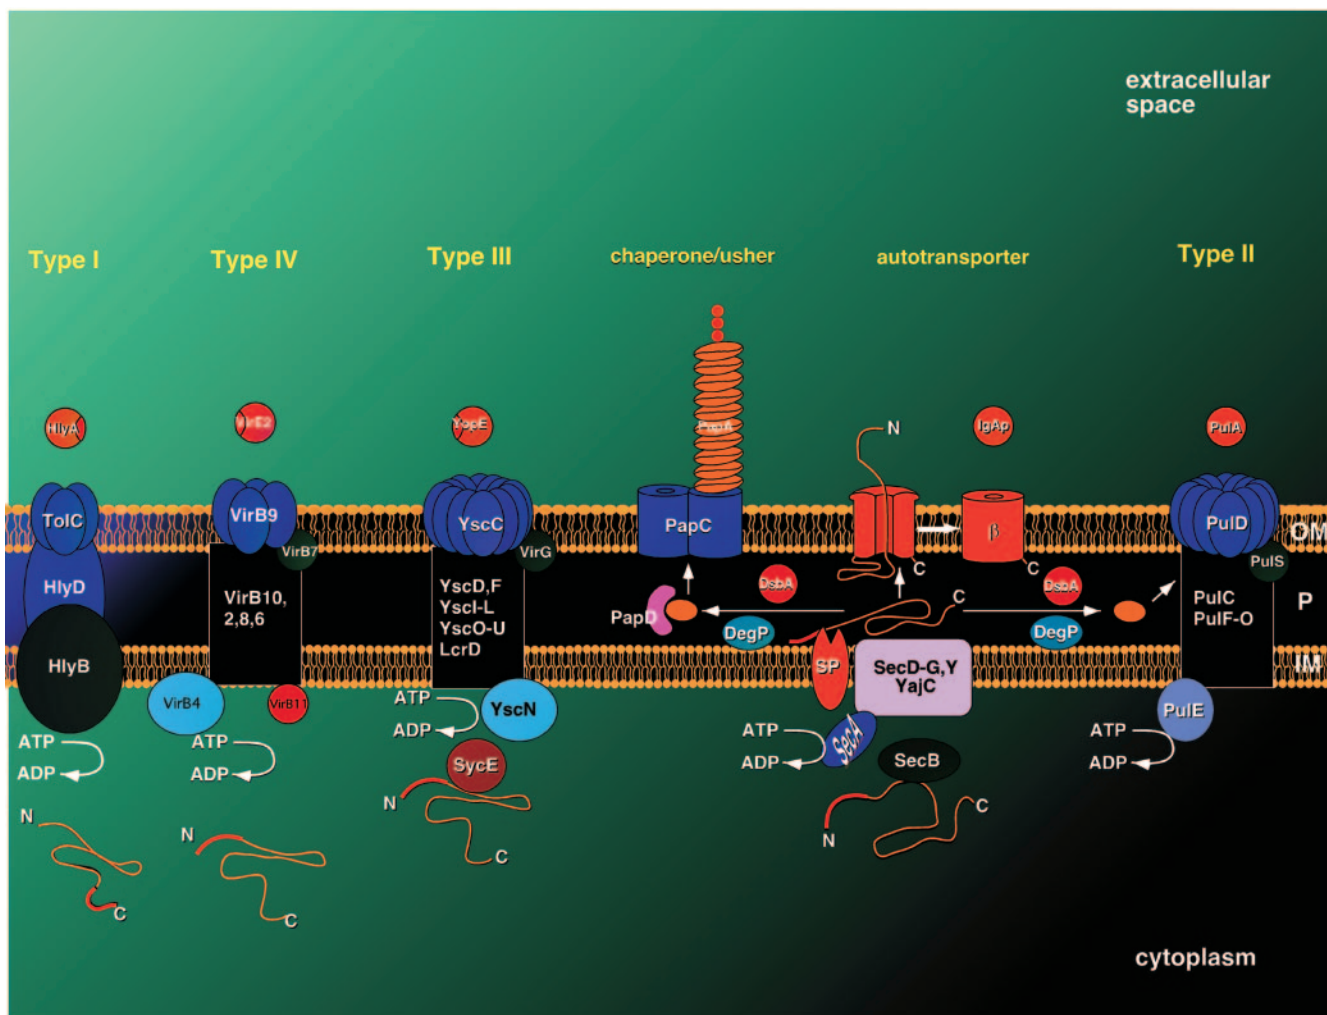 extracellular
space
Type I
Type IV
Type III
chaperone/usher
autotransporter
Type II
HlyA
VirE2
YopE
N
IgAp
PulA
TolC
VirB9
YscC
PapC
β
PulD
OM
VirB7
VirG
C
C
PulS
HlyD
VirB10,
2,8,6
YscD,F
YscI-L
YscO-U
LcrD
PapD
DsbA
DegP
C
DsbA
DegP
PulC
PulF-O
P
HlyB
SP
SecD-G,Y
YajC
IM
VirB4
VirB11
ATP
ADP
YscN
SecA
PulE
ATP
ADP
ATP
ADP
ATP
ADP
ATP
ADP
SycE
SecB
N
C
N
C
N
C
N
C
cytoplasm